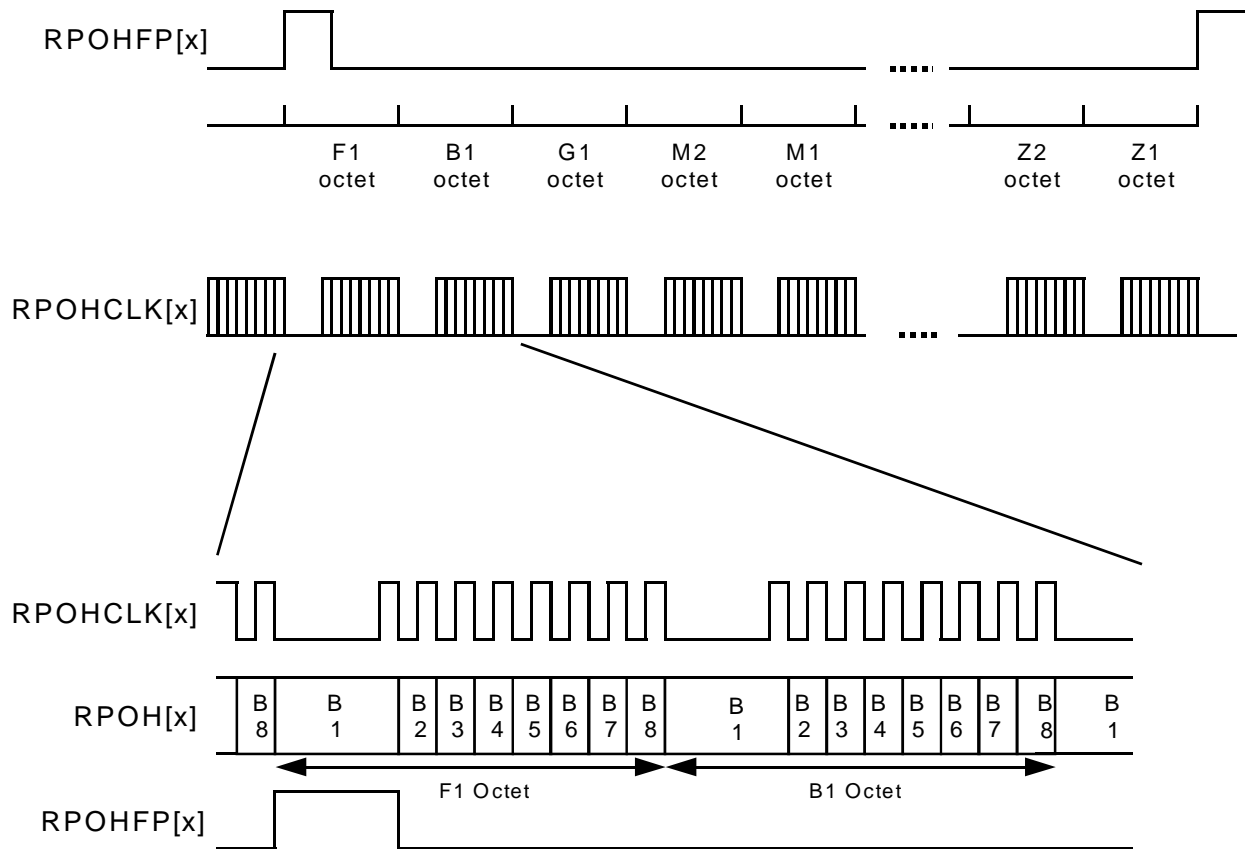 RPOHFP[x]
F1 B1 G1 M2 M1 Z2 Z1
octet octet octet octet octet octet octet
RPOHCLK[x]
RPOHCLK[x]
RPOH[x]
B B B B B B B B B B B B B B B B B B
8 1 2 3 4 5 6 7 8 1 2 3 4 5 6 7 8 1
F1 Octet B1 Octet
RPOHFP[x]